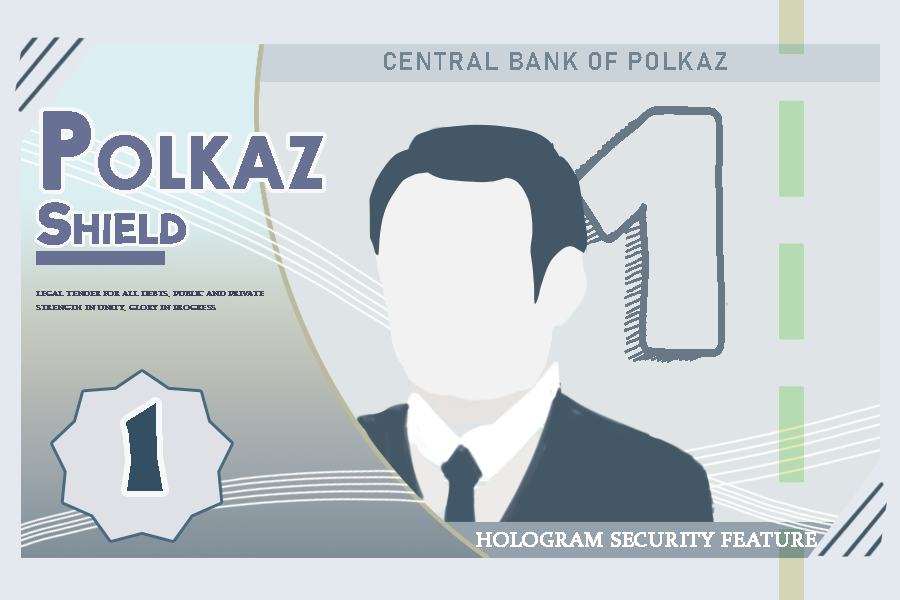 CENTRAL BANK OF POLKAZ
POLKAZ
SHIELD
LEGAL TENDER FOR ALL DEBTS, PUBLIC AND PRIVATE
STRENGTH IN UNITY, GLORY IN PROGRESS
1
1
HOLOGRAM SECURITY FEATURE